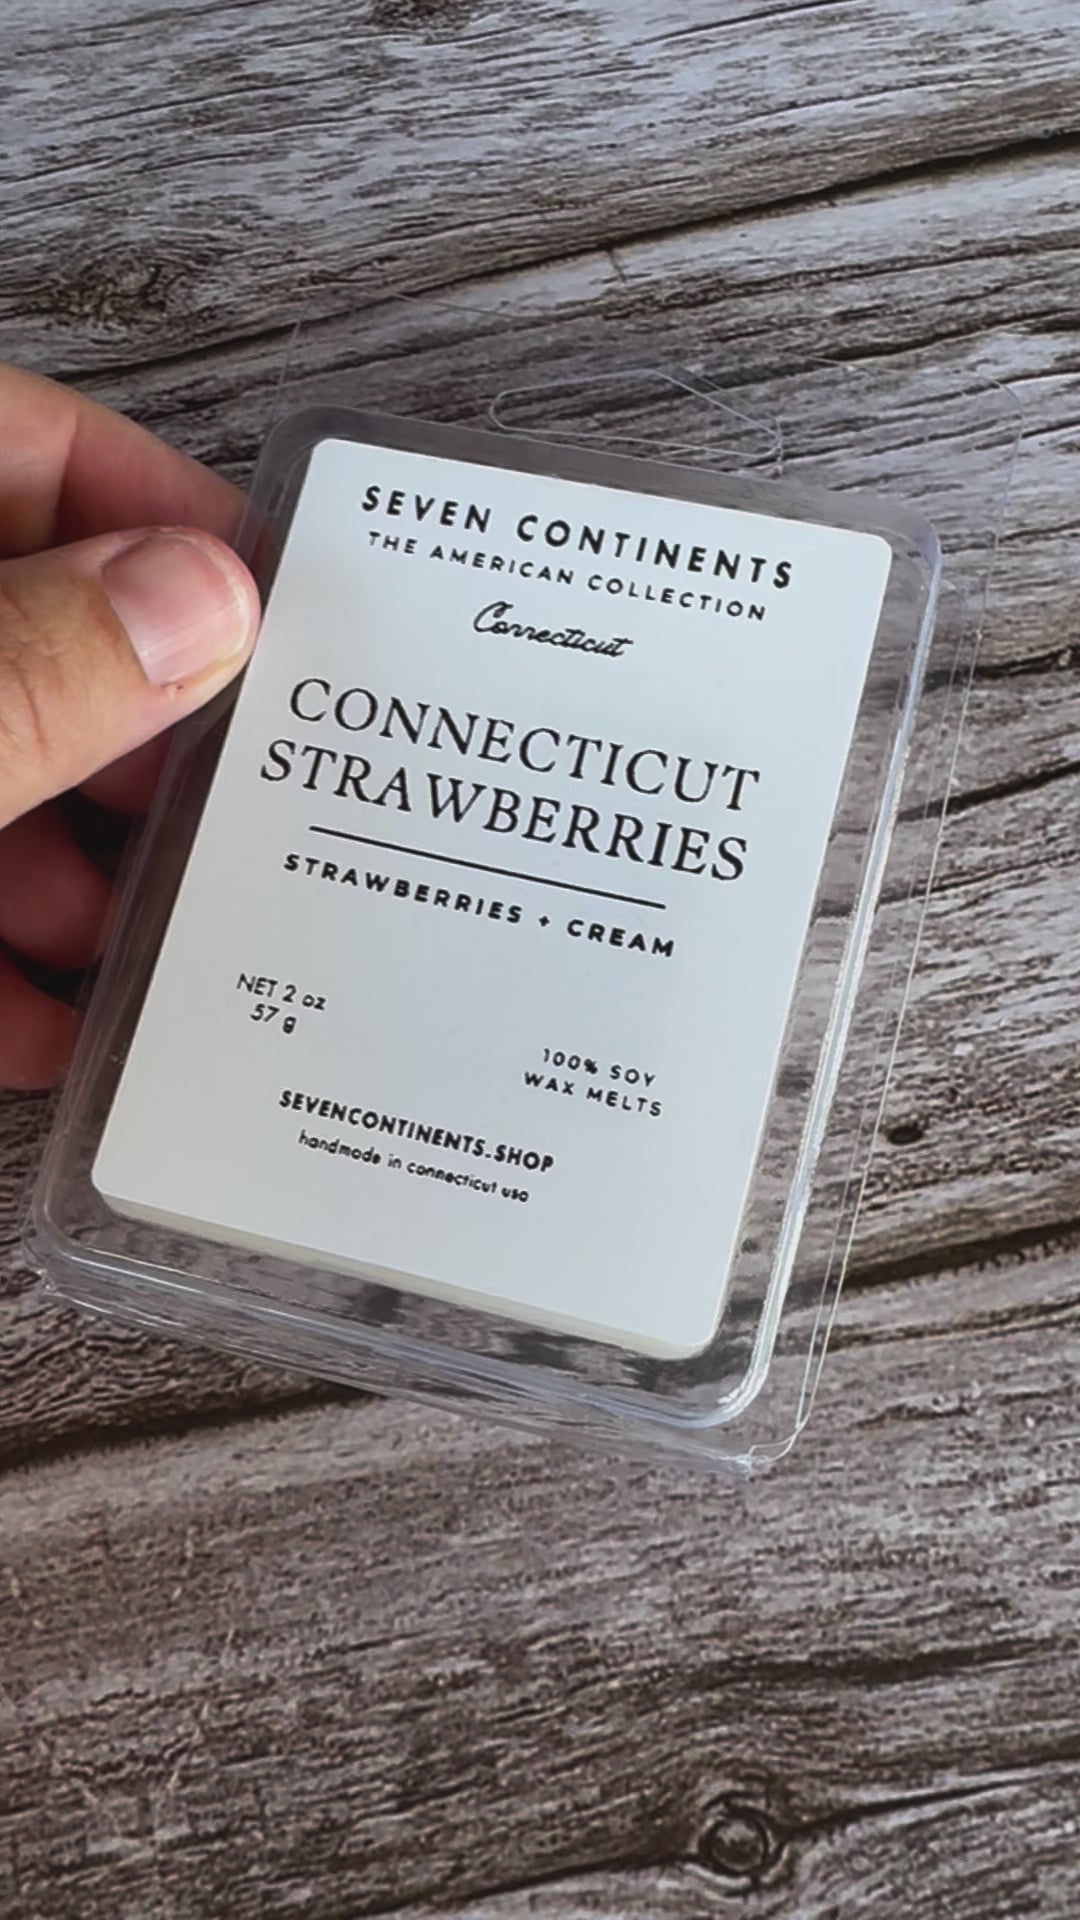 SEVEN CONTINENTS
THE AMERICAN COLLECTION
Connecticut
CONNECTICUT
STRAWBERRIES
STRAWBERRIES + CREAM
NET 2 oz
57 g
100% SOY
WAX MELTS
SEVENCONTINENTS.SHOP
handmade in connecticut usa